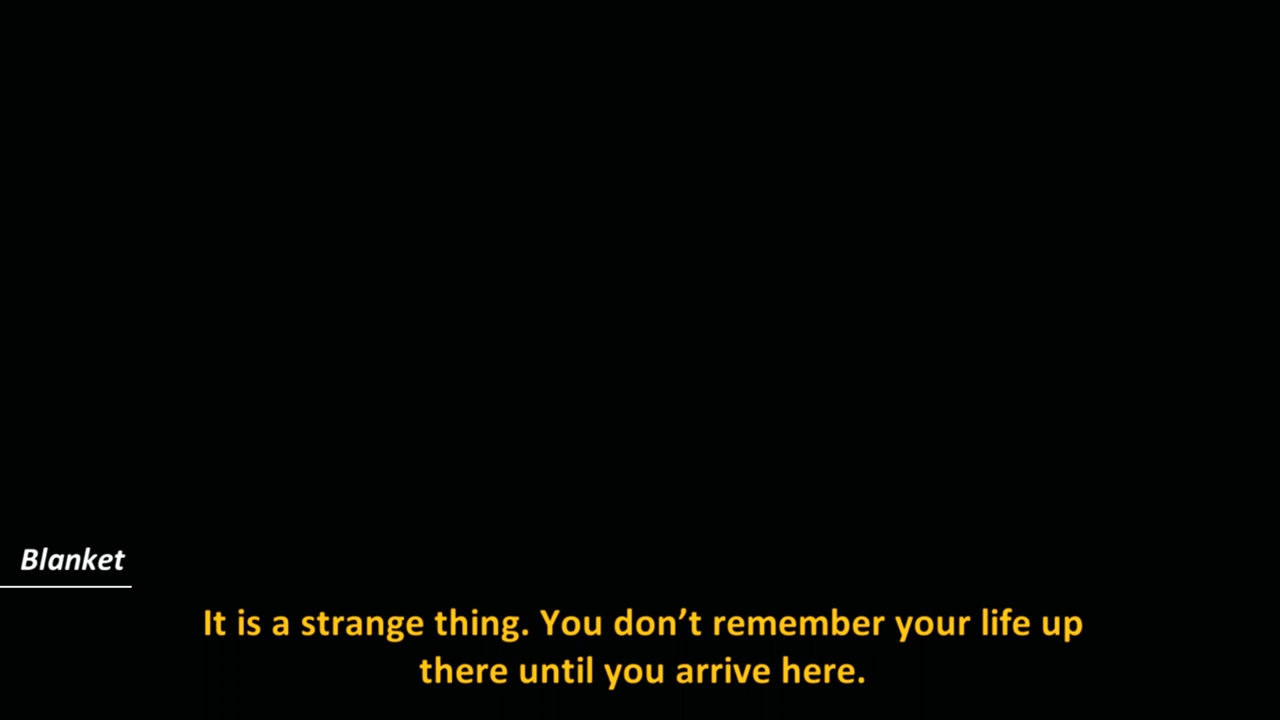 Blanket
It is a strange thing. You don’t remember your life up
there until you arrive here.